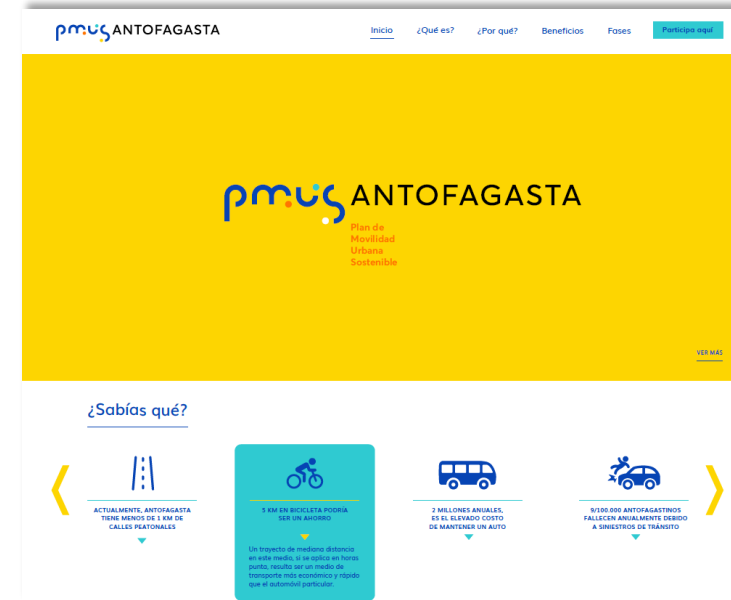 pmus ANTOFAGASTA
Inicio
¿Qué es?
¿Por qué?
Beneficios
Fases
Participa aquí
pmus ANTOFAGASTA
Plan de
Movilidad
Urbana
Sostenible
VER MÁS
¿Sabías qué?
ACTUALMENTE, ANTOFAGASTA
TIENE MENOS DE 1 KM DE
CALLES PEATONALES
5 KM EN BICICLETA PODRÍA
SER UN AHORRO
Un trayecto de mediana distancia
en este medio, si se aplica en horas
punta, resulta ser un medio de
transporte más económico y rápido
que el automóvil particular.
2 MILLONES ANUALES,
ES EL ELEVADO COSTO
DE MANTENER UN AUTO
9/100.000 ANTOFAGASTINOS
FALLECEN ANUALMENTE DEBIDO
A SINIESTROS DE TRÁNSITO